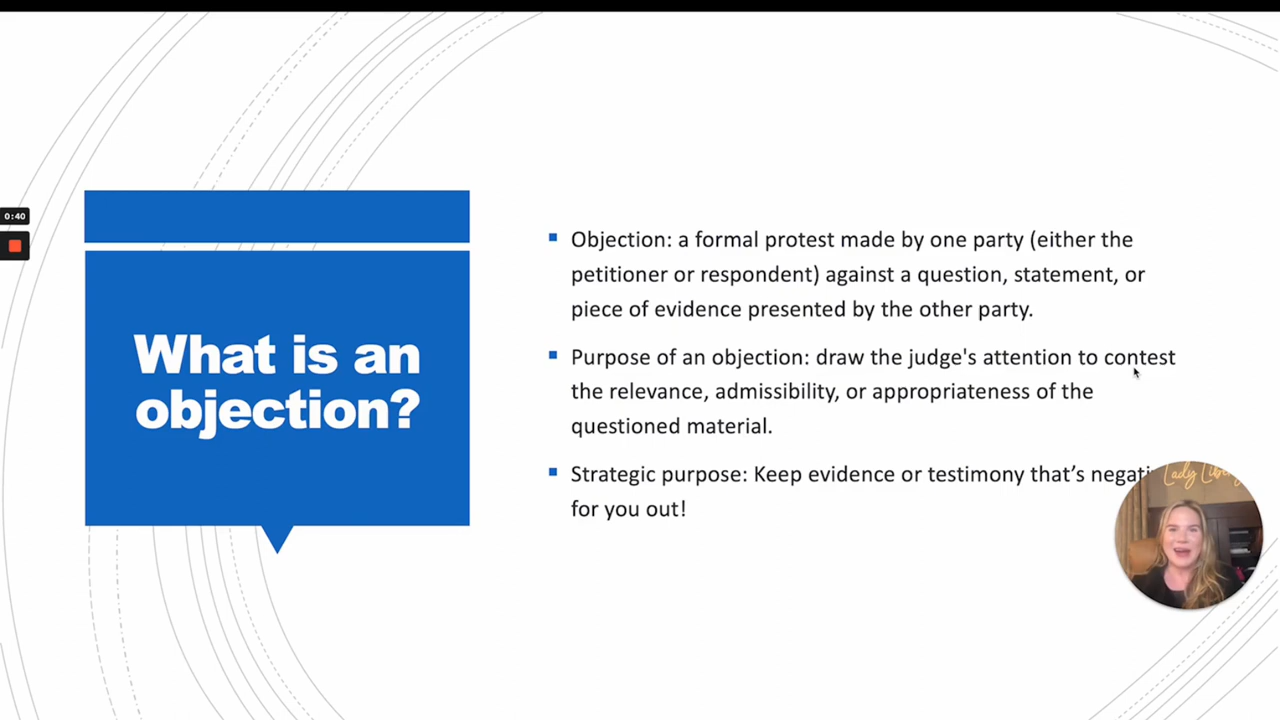 0:40
What is an
objection?
Objection: a formal protest made by one party (either the
petitioner or respondent) against a question, statement, or
piece of evidence presented by the other party.
Purpose of an objection: draw the judge's attention to contest
the relevance, admissibility, or appropriateness of the
questioned material.
Strategic purpose: Keep evidence or testimony that’s
for you out!
Lady